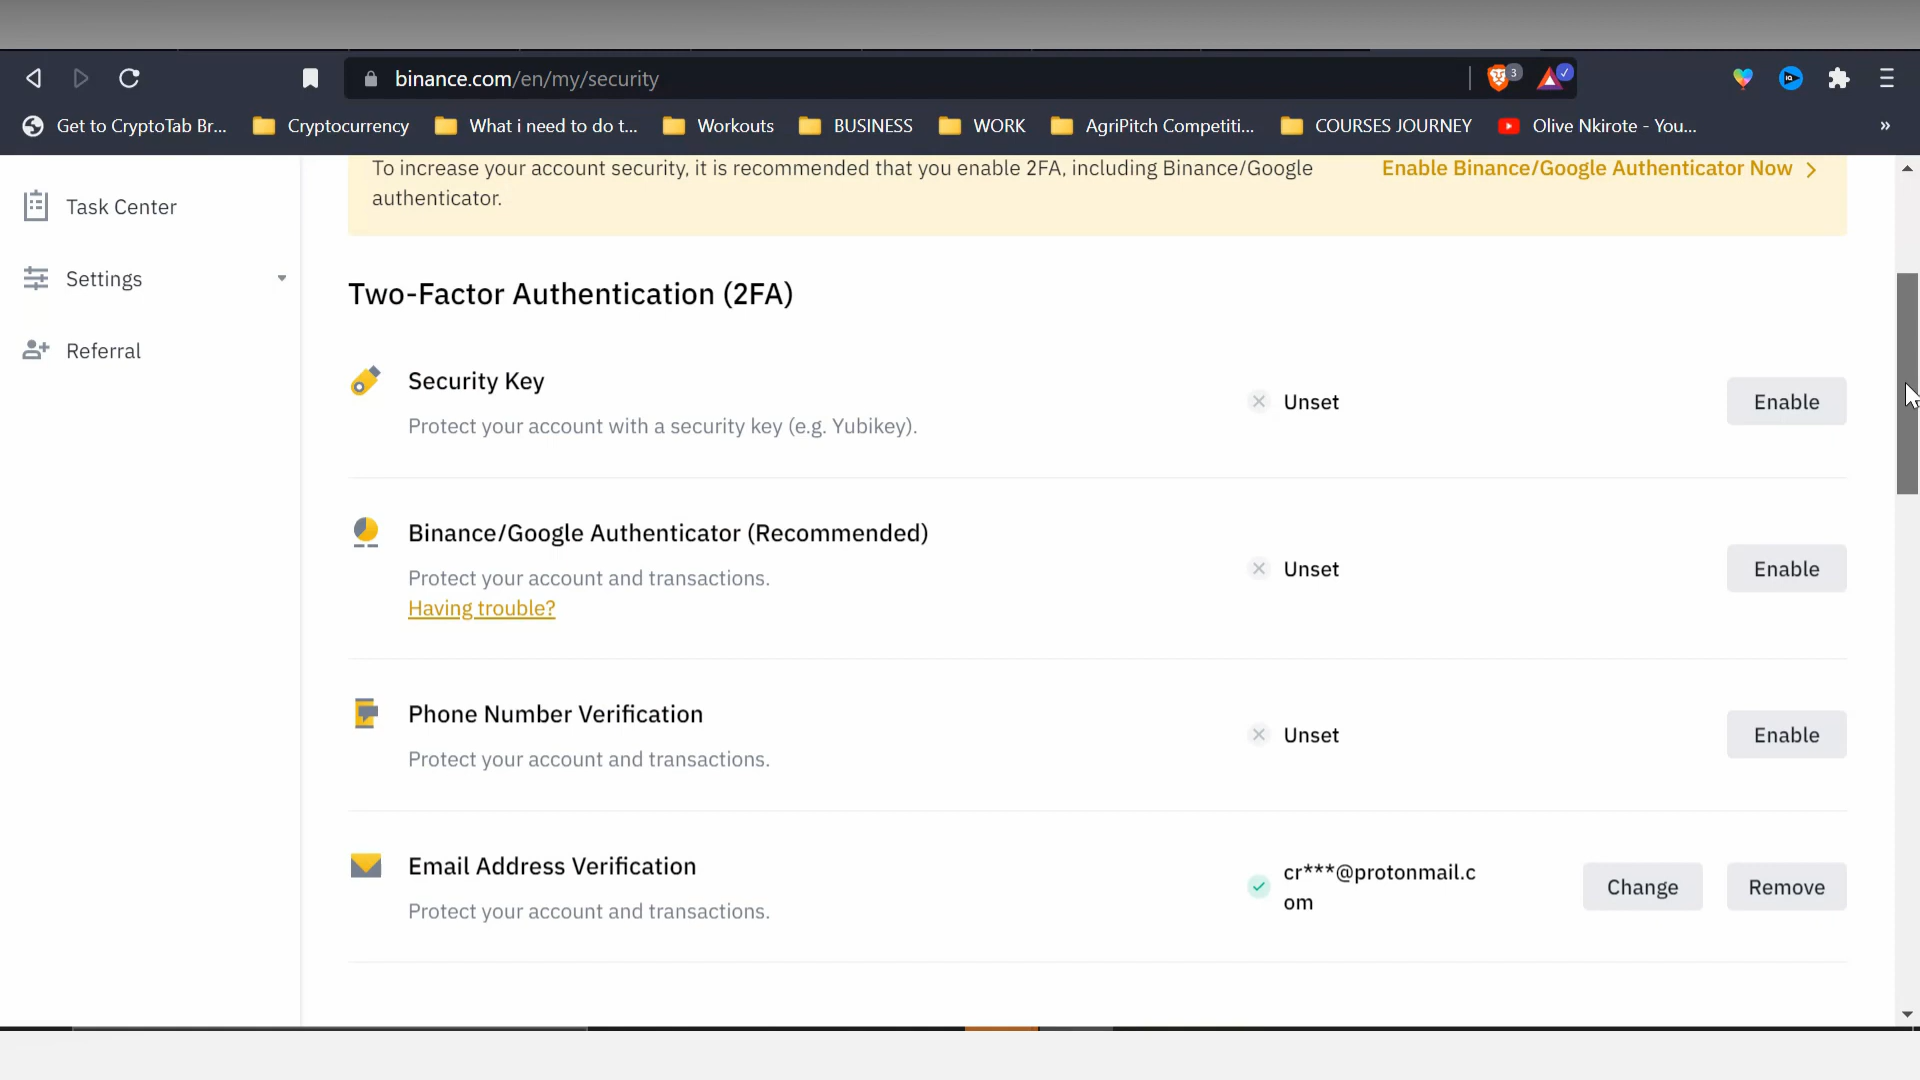 binance.com/en/my/security
3
Get to CryptoTab Br...
Cryptocurrency
What i need to do t...
Workouts
BUSINESS
WORK
AgriPitch Competiti...
COURSES JOURNEY
Olive Nkirote - You...
»
Task Center
Settings
Referral
To increase your account security, it is recommended that you enable 2FA, including Binance/Google
authenticator.
Enable Binance/Google Authenticator Now
Two-Factor Authentication (2FA)
Security Key
Protect your account with a security key (e.g. Yubikey).
Unset
Enable
Binance/Google Authenticator (Recommended)
Protect your account and transactions.
Having trouble?
Unset
Enable
Phone Number Verification
Protect your account and transactions.
Unset
Enable
Email Address Verification
Protect your account and transactions.
cr***@protonmail.c
om
Change
Remove